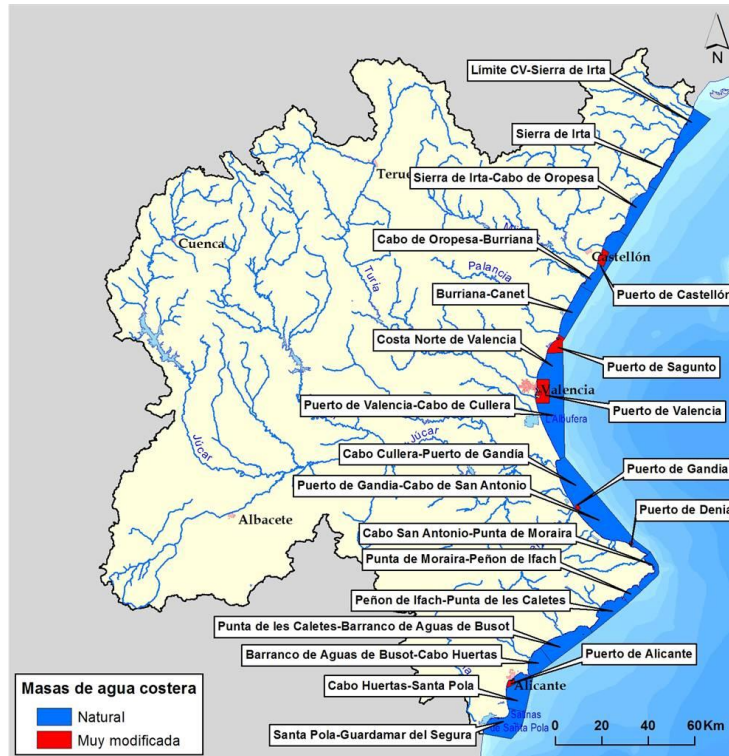 N
Límite CV-Sierra de Irta
Sierra de Irta
Sierra de Irta-Cabo de Oropesa
Cuenca
Cabo de Oropesa-Burriana
Castellón
Palancia
Turia
Puerto de Castellón
Burriana-Canet
Costa Norte de Valencia
Puerto de Sagunto
Valencia
Puerto de Valencia-Cabo de Cullera
Puerto de Valencia
L'Albufera
Júcar
Júcar
Cabo Cullera-Puerto de Gandía
Puerto de Gandia
Puerto de Gandia-Cabo de San Antonio
Puerto de Denia
Albacete
Cabo San Antonio-Punta de Moraira
Punta de Moraira-Peñon de Ifach
Peñon de Ifach-Punta de les Caletes
Punta de les Caletes-Barranco de Aguas de Busot
Barranco de Aguas de Busot-Cabo Huertas
Puerto de Alicante
Cabo Huertas-Santa Pola
Alicante
Salinas
de Santa Pola
Santa Pola-Guardamar del Segura
Masas de agua costera
Natural
Muy modificada
0 20 40 60 Km